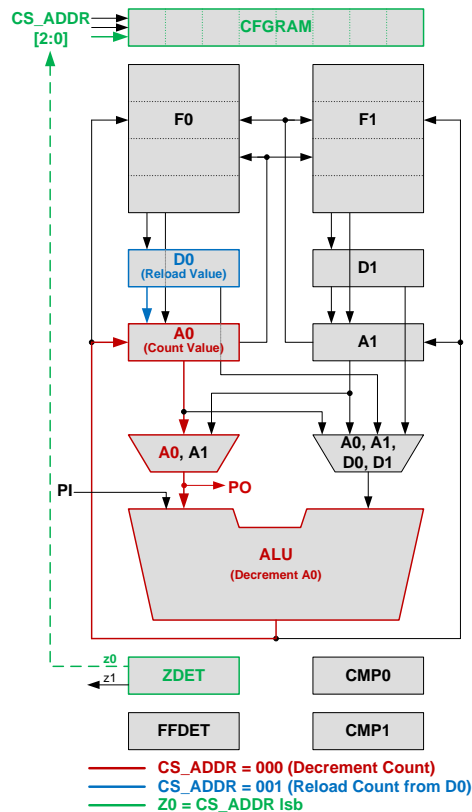 CS_ADDR
[2:0]
CFGRAM
F0
F1
D0
(Reload Value)
D1
A0
(Count Value)
A1
A0, A1
A0, A1,
D0, D1
PI
PO
ALU
(Decrement A0)
z0
z1
ZDET
CMP0
FFDET
CMP1
CS_ADDR = 000 (Decrement Count)
CS_ADDR = 001 (Reload Count from D0)
Z0 = CS_ADDR lsb